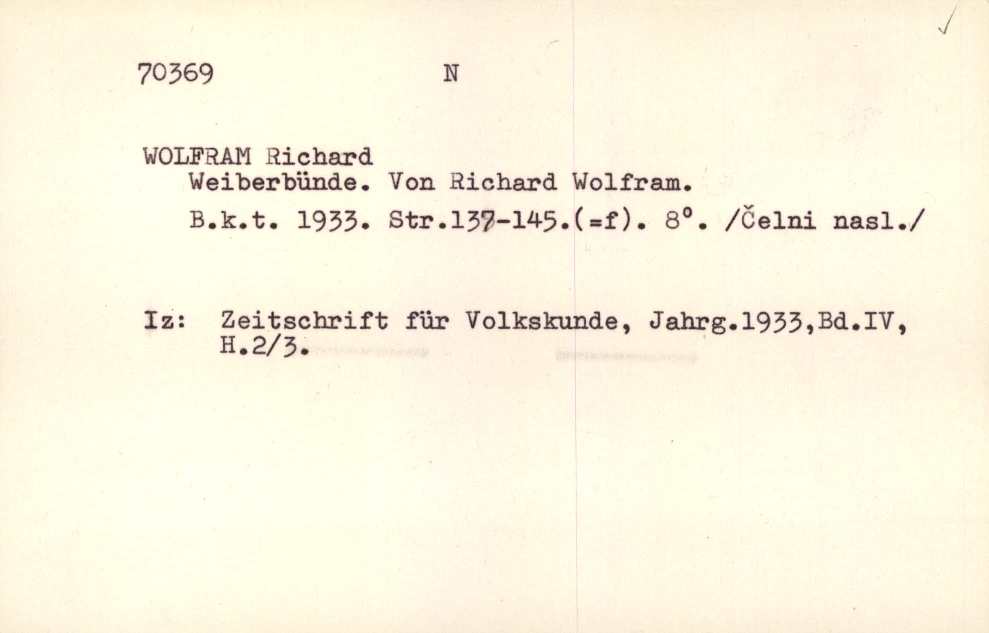 70369 N
WOLFRAM Richard
Weiberbünde. Von Richard Wolfram.
B.k.t. 1933. Str.137-145.(=f). 8°. /Čelni nasl./
Iz: Zeitschrift für Volkskunde, Jahrg.1933,Bd.IV,
H.2/3.